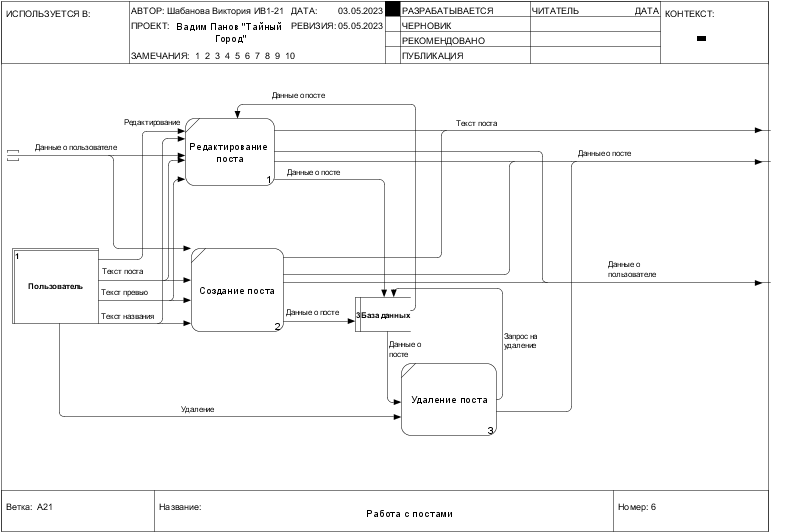 ИСПОЛЬЗУЕТСЯ В:
АВТОР: Шабанова Виктория ИВ1-21 ДАТА: 03.05.2023
ПРОЕКТ: Вадим Панов "Тайный Город"
РЕВИЗИЯ: 05.05.2023
ЗАМЕЧАНИЯ: 1 2 3 4 5 6 7 8 9 10
РАЗРАБАТЫВАЕТСЯ
ЧЕРНОВИК
РЕКОМЕНДОВАНО
ПУБЛИКАЦИЯ
ЧИТАТЕЛЬ ДАТА
КОНТЕКСТ:
Данные о посте
Редактирование
Текст поста
Данные о пользователе
Редактирование
поста
1
Данные о посте
Данные о посте
1
Пользователь
Текст поста
Текст превью
Текст названия
Создание поста
2
Данные о
пользователе
Данные о посте
3 База данных
Данные о
посте
Запрос на
удаление
Удаление поста
3
Удаление
Ветка: А21
Название:
Работа с постами
Номер: 6